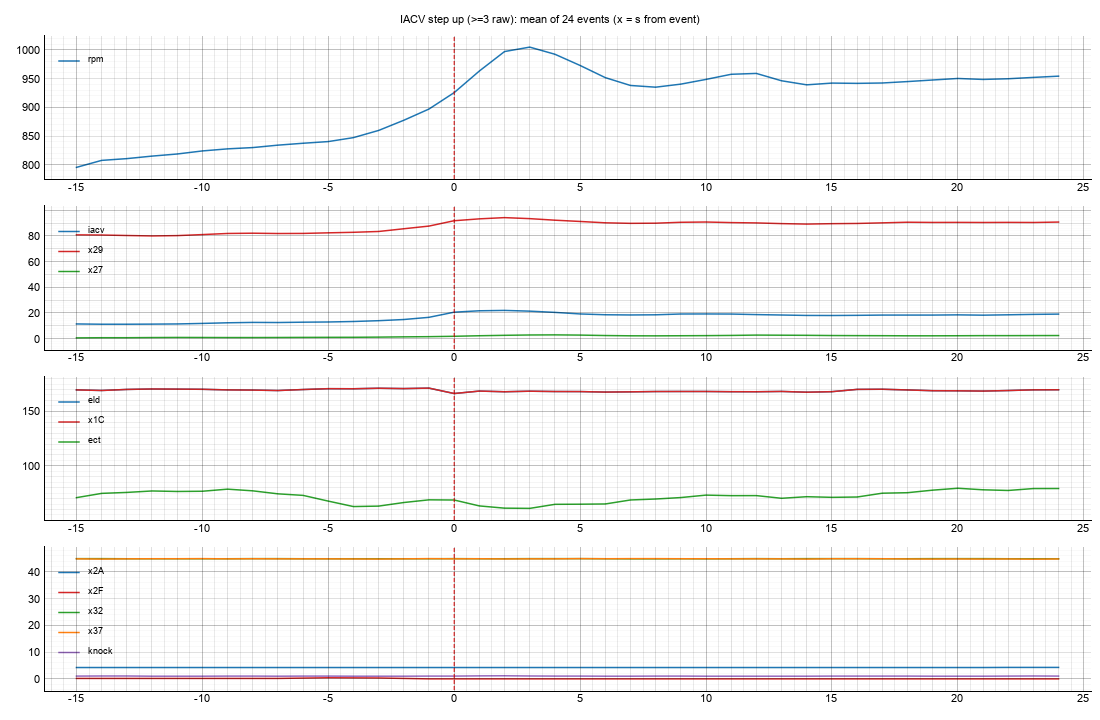 IACV step up (>=3 raw): mean of 24 events (x = s from event)
1000
950
900
850
800
rpm
-15 -10 -5 0 5 10 15 20 25
80
60
40
20
0
iacv
x29
x27
-15 -10 -5 0 5 10 15 20 25
150
100
eld
x1C
ect
-15 -10 -5 0 5 10 15 20 25
40
30
20
10
0
x2A
x2F
x32
x37
knock
-15 -10 -5 0 5 10 15 20 25